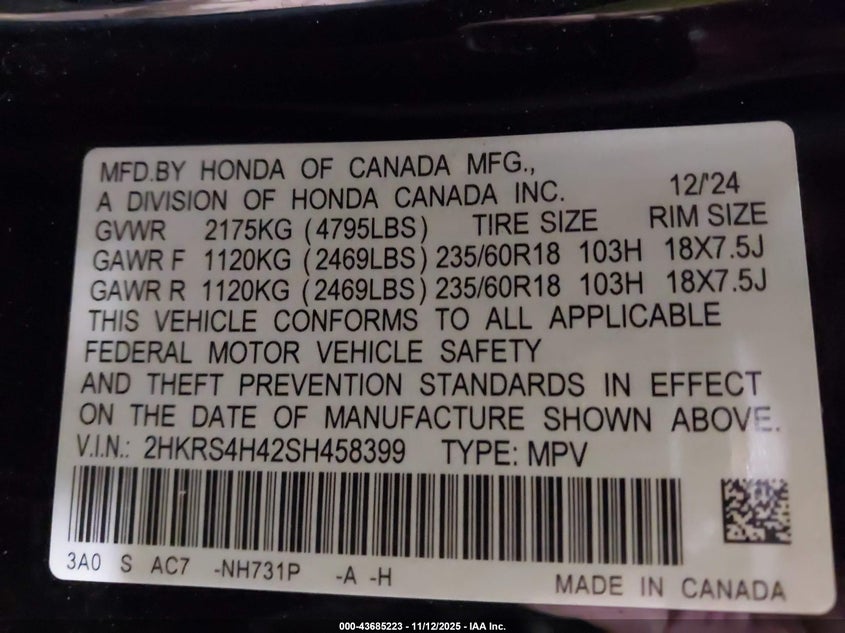 MFD.BY HONDA OF CANADA MFG.,
A DIVISION OF HONDA CANADA INC. 12/'24
GVWR 2175KG (4795LBS) TIRE SIZE RIM SIZE
GAWR F 1120KG (2469LBS) 235/60R18 103H 18X7.5J
GAWR R 1120KG (2469LBS) 235/60R18 103H 18X7.5J
THIS VEHICLE CONFORMS TO ALL APPLICABLE
FEDERAL MOTOR VEHICLE SAFETY
AND THEFT PREVENTION STANDARDS IN EFFECT
ON THE DATE OF MANUFACTURE SHOWN ABOVE.
V.I.N.: 2HKRS4H42SH458399 TYPE: MPV
3A0 S AC7 -NH731P -A -H
MADE IN CANADA
000-43685223 - 11/12/2025 - IAA Inc.